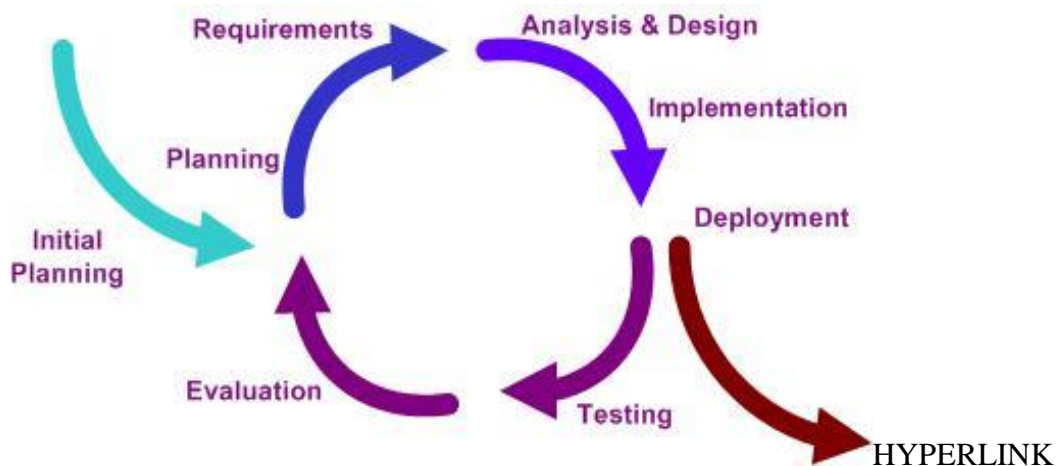 Requirements
Analysis & Design
Implementation
Planning
Deployment
Initial
Planning
Evaluation
Testing
HYPERLINK